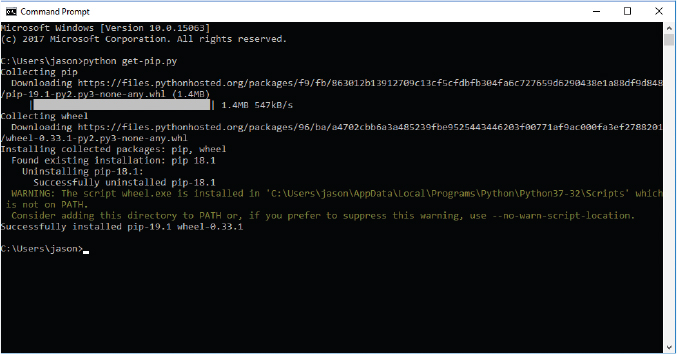 Command Prompt
Microsoft Windows [Version 10.0.15063]
(c) 2017 Microsoft Corporation. All rights reserved.
C:\Users\jason>python get-pip.py
Collecting pip
Downloading https://files.pythonhosted.org/packages/f9/fb/863012b13912709c13cf5cfdbfb304fa6c727659d6290438e1a88df9d848
/pip-19.1-py2.py3-none-any.whl (1.4MB)
| | 1.4MB 547kB/s
Collecting wheel
Downloading https://files.pythonhosted.org/packages/96/ba/a4702cbb6a3a485239fbe9525443446203f00771af9ac000fa3ef2788201
/wheel-0.33.1-py2.py3-none-any.whl
Installing collected packages: pip, wheel
Found existing installation: pip 18.1
Uninstalling pip-18.1:
Successfully uninstalled pip-18.1
WARNING: The script wheel.exe is installed in 'C:\Users\jason\AppData\Local\Programs\Python\Python37-32\Scripts' which
is not on PATH.
Consider adding this directory to PATH or, if you prefer to suppress this warning, use --no-warn-script-location.
Successfully installed pip-19.1 wheel-0.33.1
C:\Users\jason>